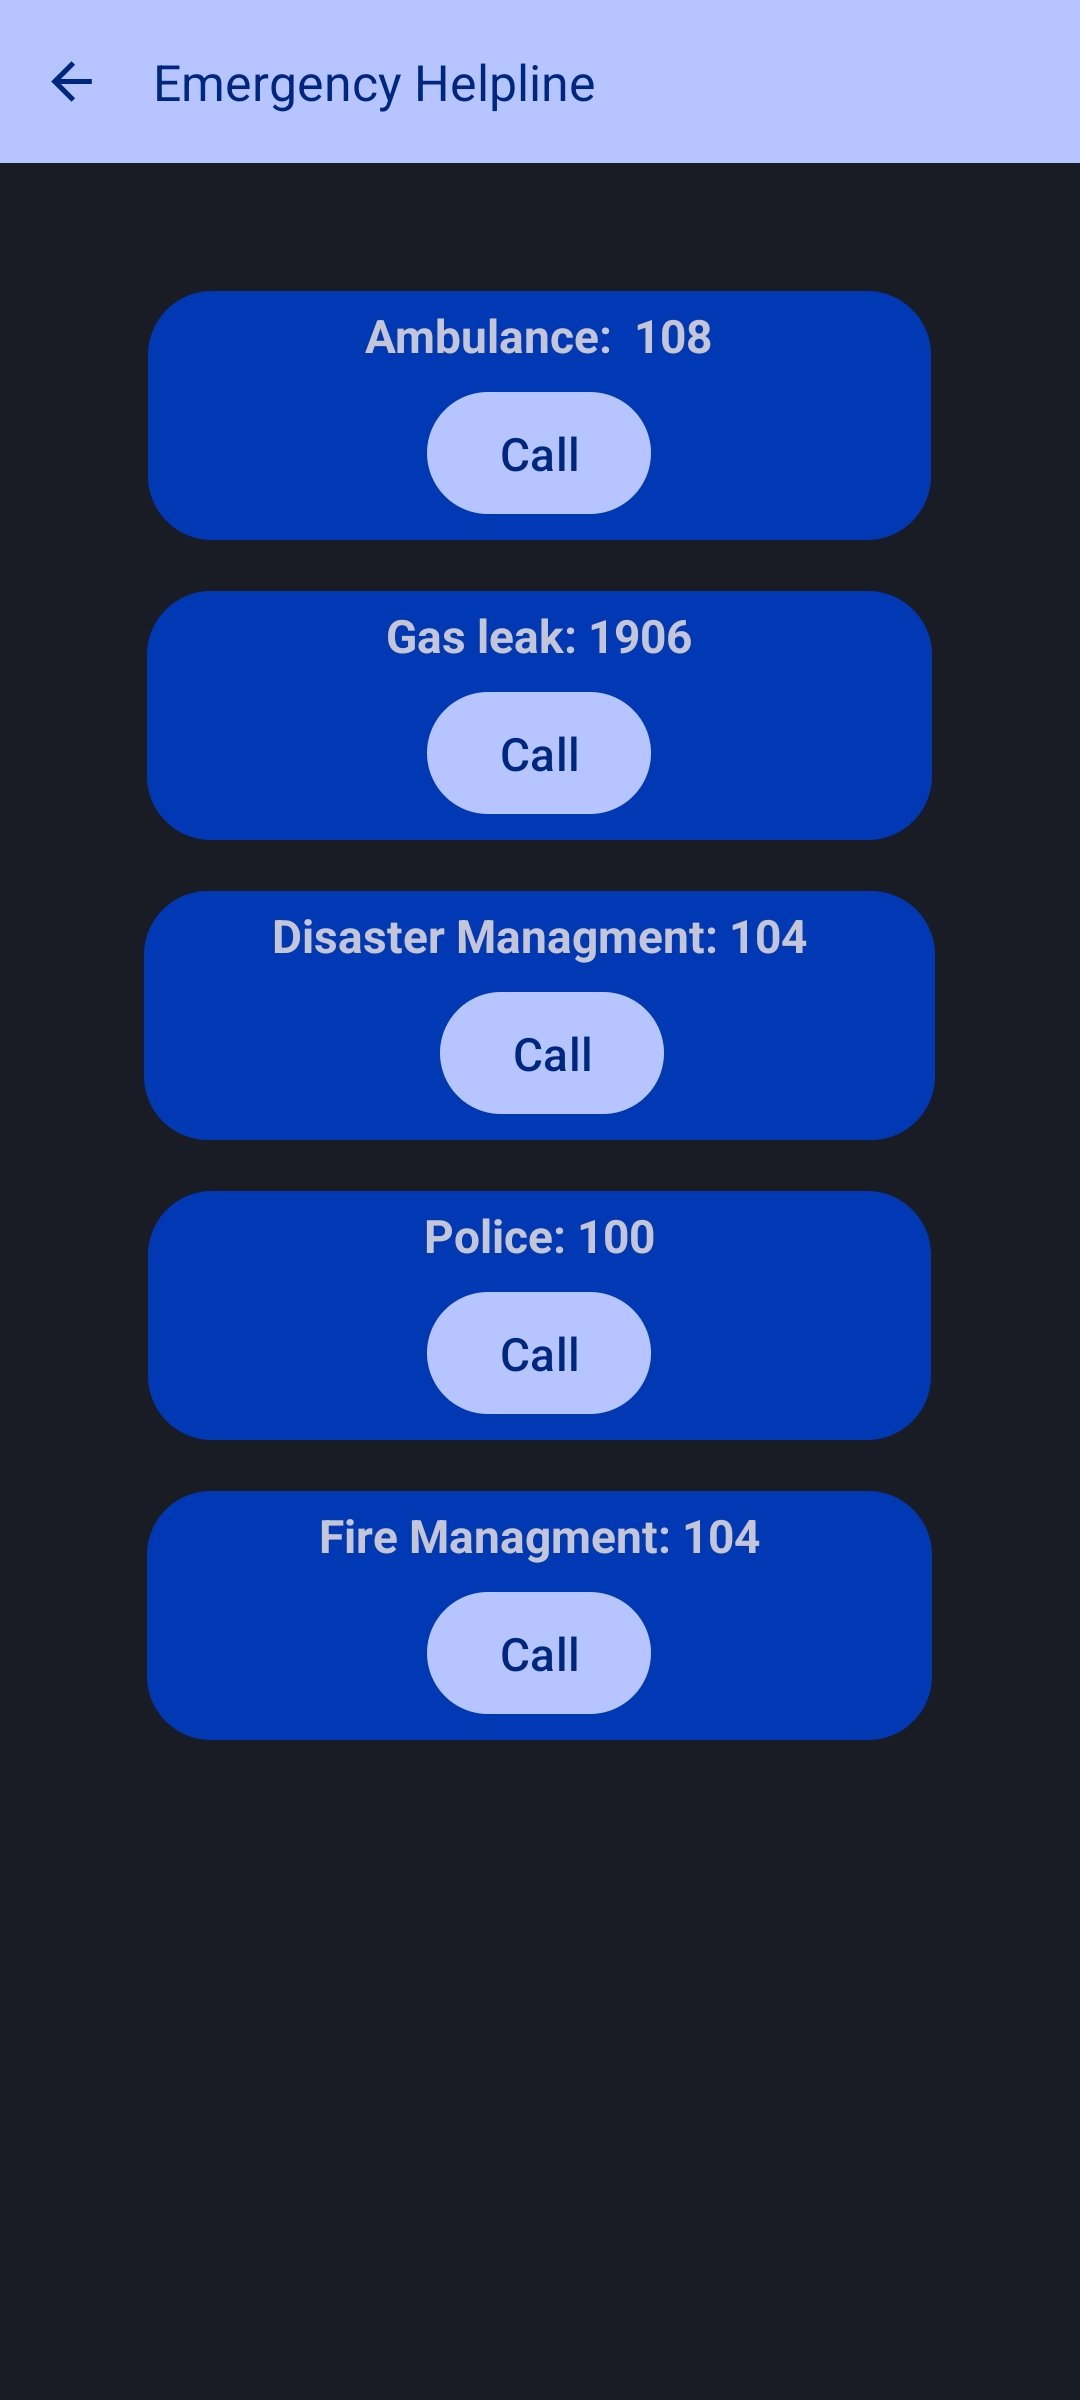 Emergency Helpline
Ambulance:  108
Call
Gas leak: 1906
Call
Disaster Managment: 104
Call
Police: 100
Call
Fire Managment: 104
Call